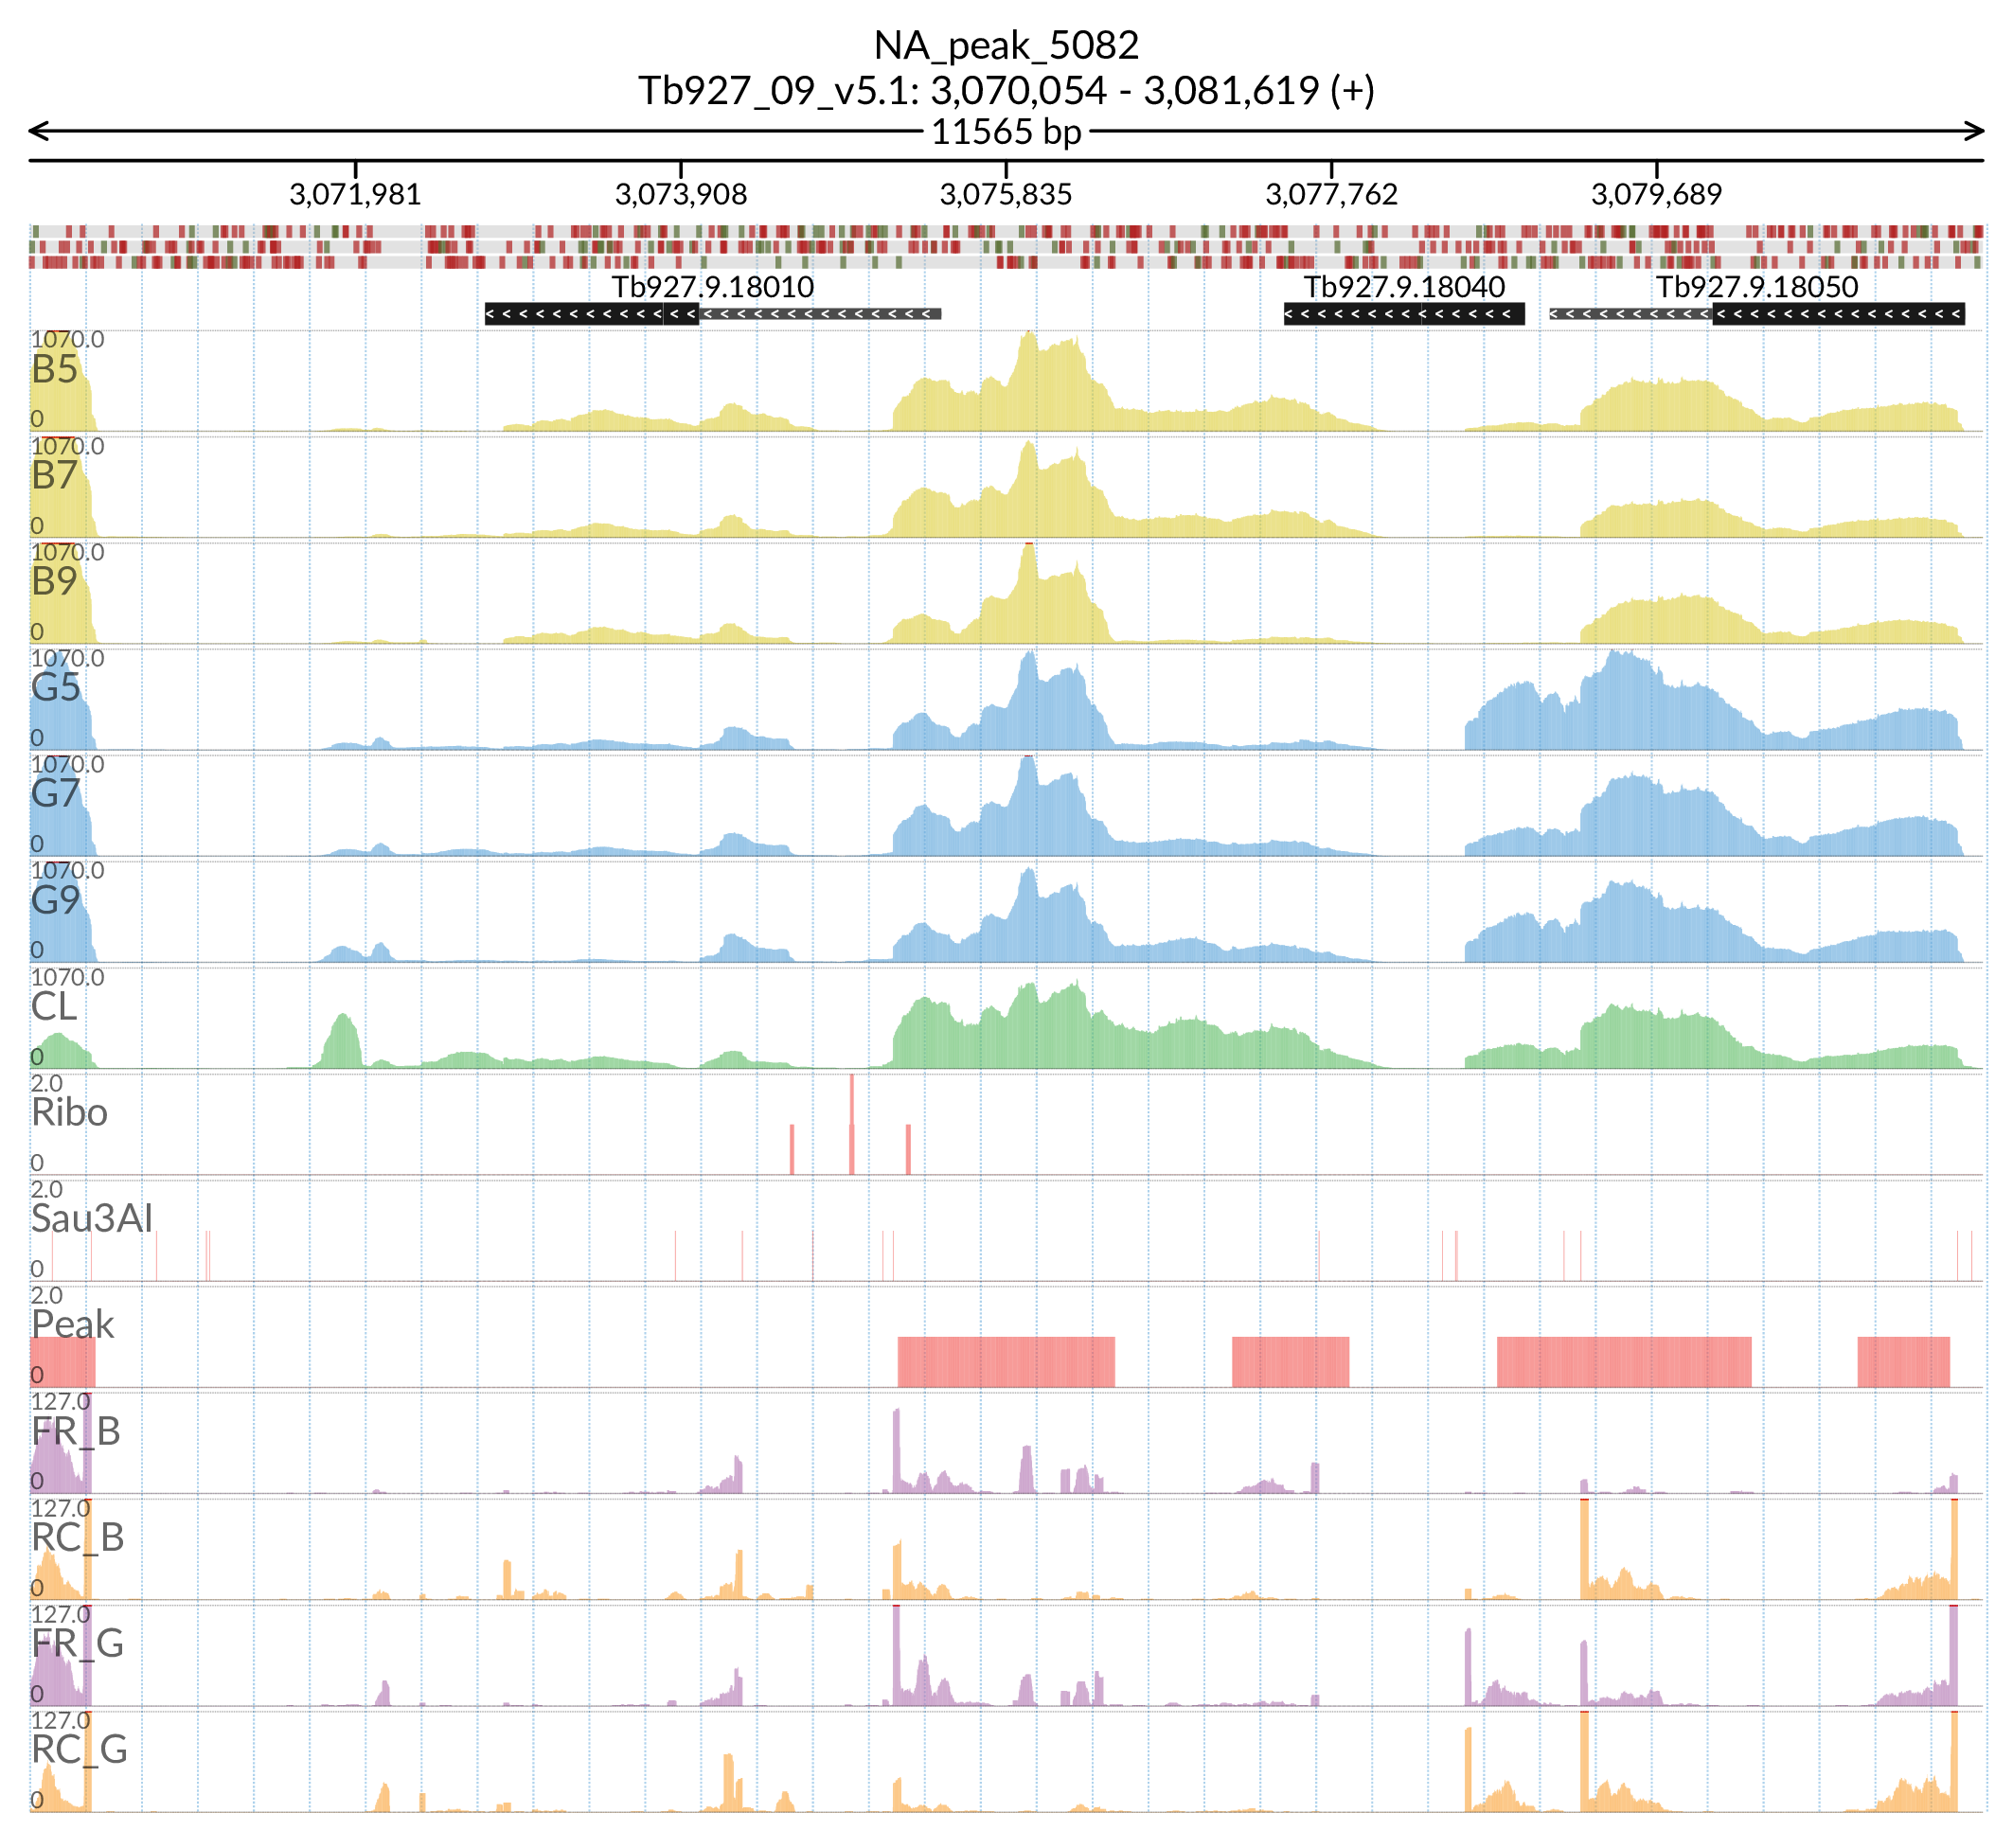 NA_peak_5082
Tb927_09_v5.1: 3,070,054 - 3,081,619 (+)
11565 bp
3,071,981 3,073,908 3,075,835 3,077,762 3,079,689
Tb927.9.18010 Tb927.9.18040 Tb927.9.18050
1070.0
B5
0
1070.0
B7
0
1070.0
B9
0
1070.0
G5
0
1070.0
G7
0
1070.0
G9
0
1070.0
CL
0
2.0
Ribo
0
2.0
Sau3AI
0
2.0
Peak
0
127.0
FR_B
0
127.0
RC_B
0
127.0
FR_G
0
127.0
RC_G
0